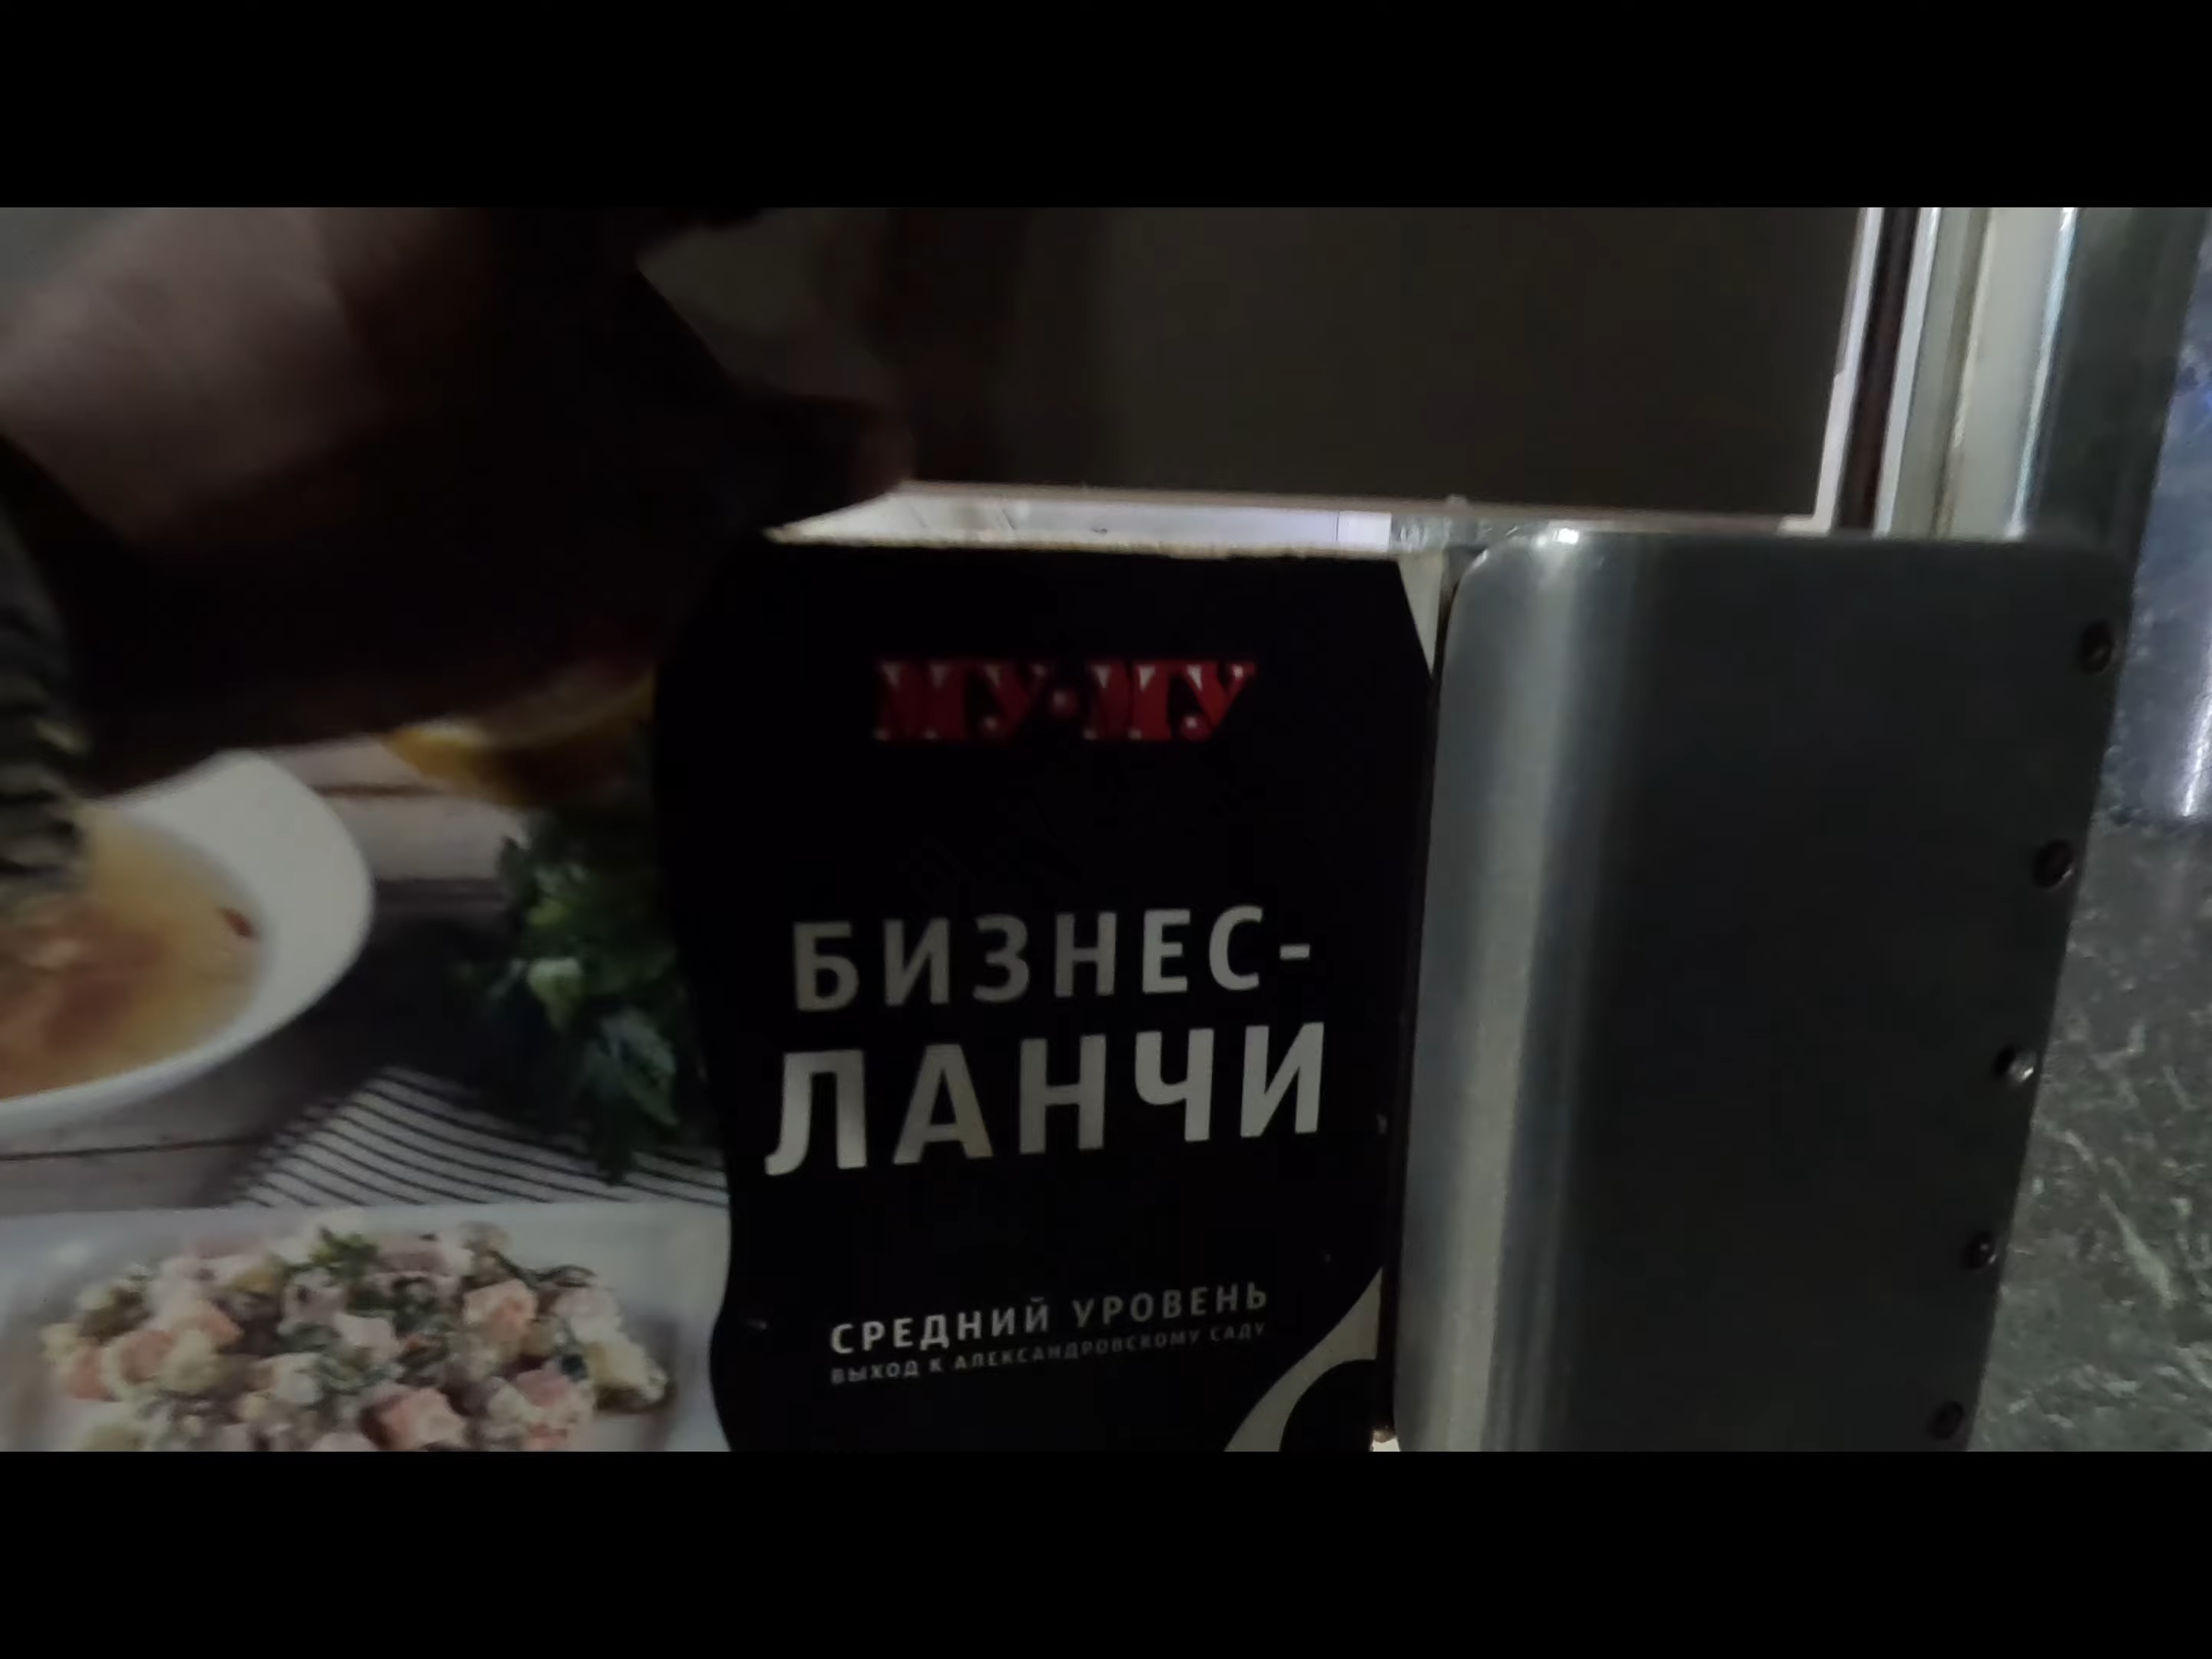 МУ-МУ
БИЗНЕС-
ЛАНЧИ
СРЕДНИЙ УРОВЕНЬ
ВЫХОД К АЛЕКСАНДРОВСКОМУ САДУ